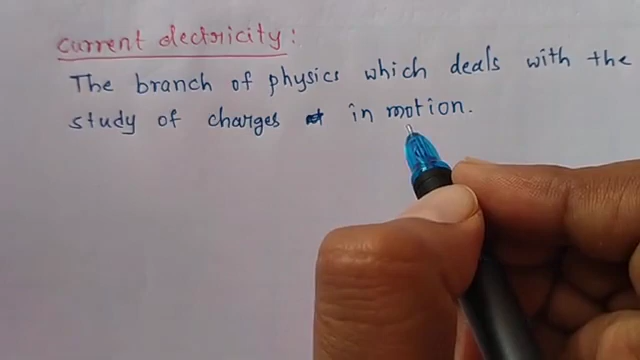 current electricity:
The branch of physics which deals with the
study of charges in motion.